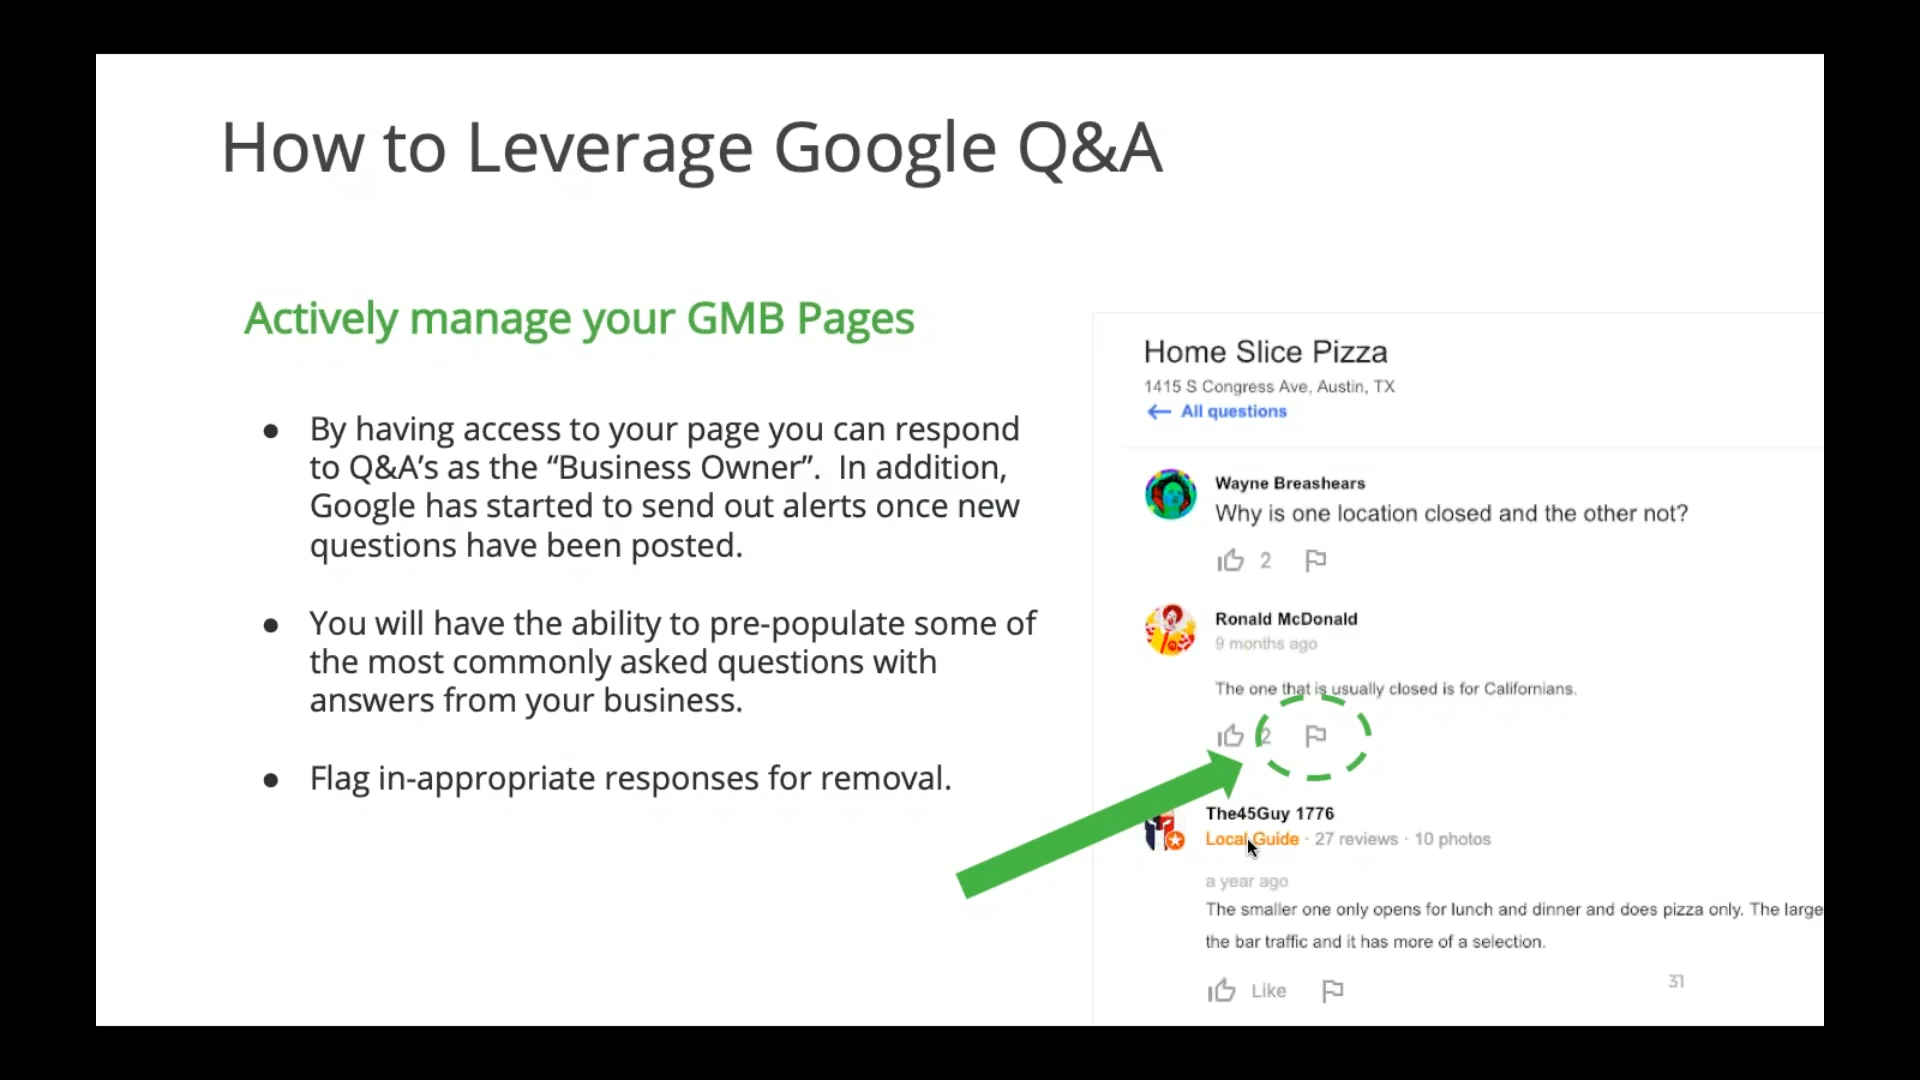 How to Leverage Google Q&A
Actively manage your GMB Pages
● By having access to your page you can respond
to Q&A’s as the “Business Owner”.  In addition,
Google has started to send out alerts once new
questions have been posted.
● You will have the ability to pre-populate some of
the most commonly asked questions with
answers from your business.
● Flag in-appropriate responses for removal.
Home Slice Pizza
1415 S Congress Ave, Austin, TX
← All questions
Wayne Breashears
Why is one location closed and the other not?
2
Ronald McDonald
9 months ago
The one that is usually closed is for Californians.
2
The45Guy 1776
Local Guide · 27 reviews · 10 photos
a year ago
The smaller one only opens for lunch and dinner and does pizza only. The large
the bar traffic and it has more of a selection.
Like
31